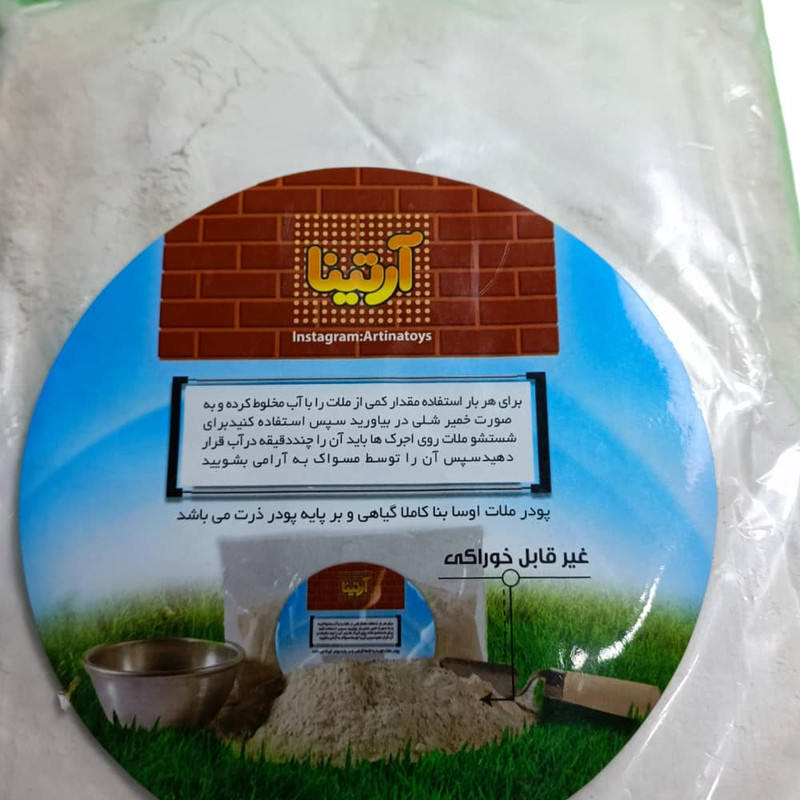 آرتینا
Instagram:Artinatoys
برای هر بار استفاده مقدار کمی از ملات را با آب مخلوط کرده و به
صورت خمیر شلی در بیاورید سپس استفاده کنیدبرای
شستشو ملات روی اجرک ها باید آن را چنددقیقه درآب قرار
دهیدسپس آن را توسط مسواک به آرامی بشویید
پودر ملات اوسا بنا کاملا گیاهی و بر پایه پودر ذرت می باشد
غیر قابل خوراکی
آرتینا